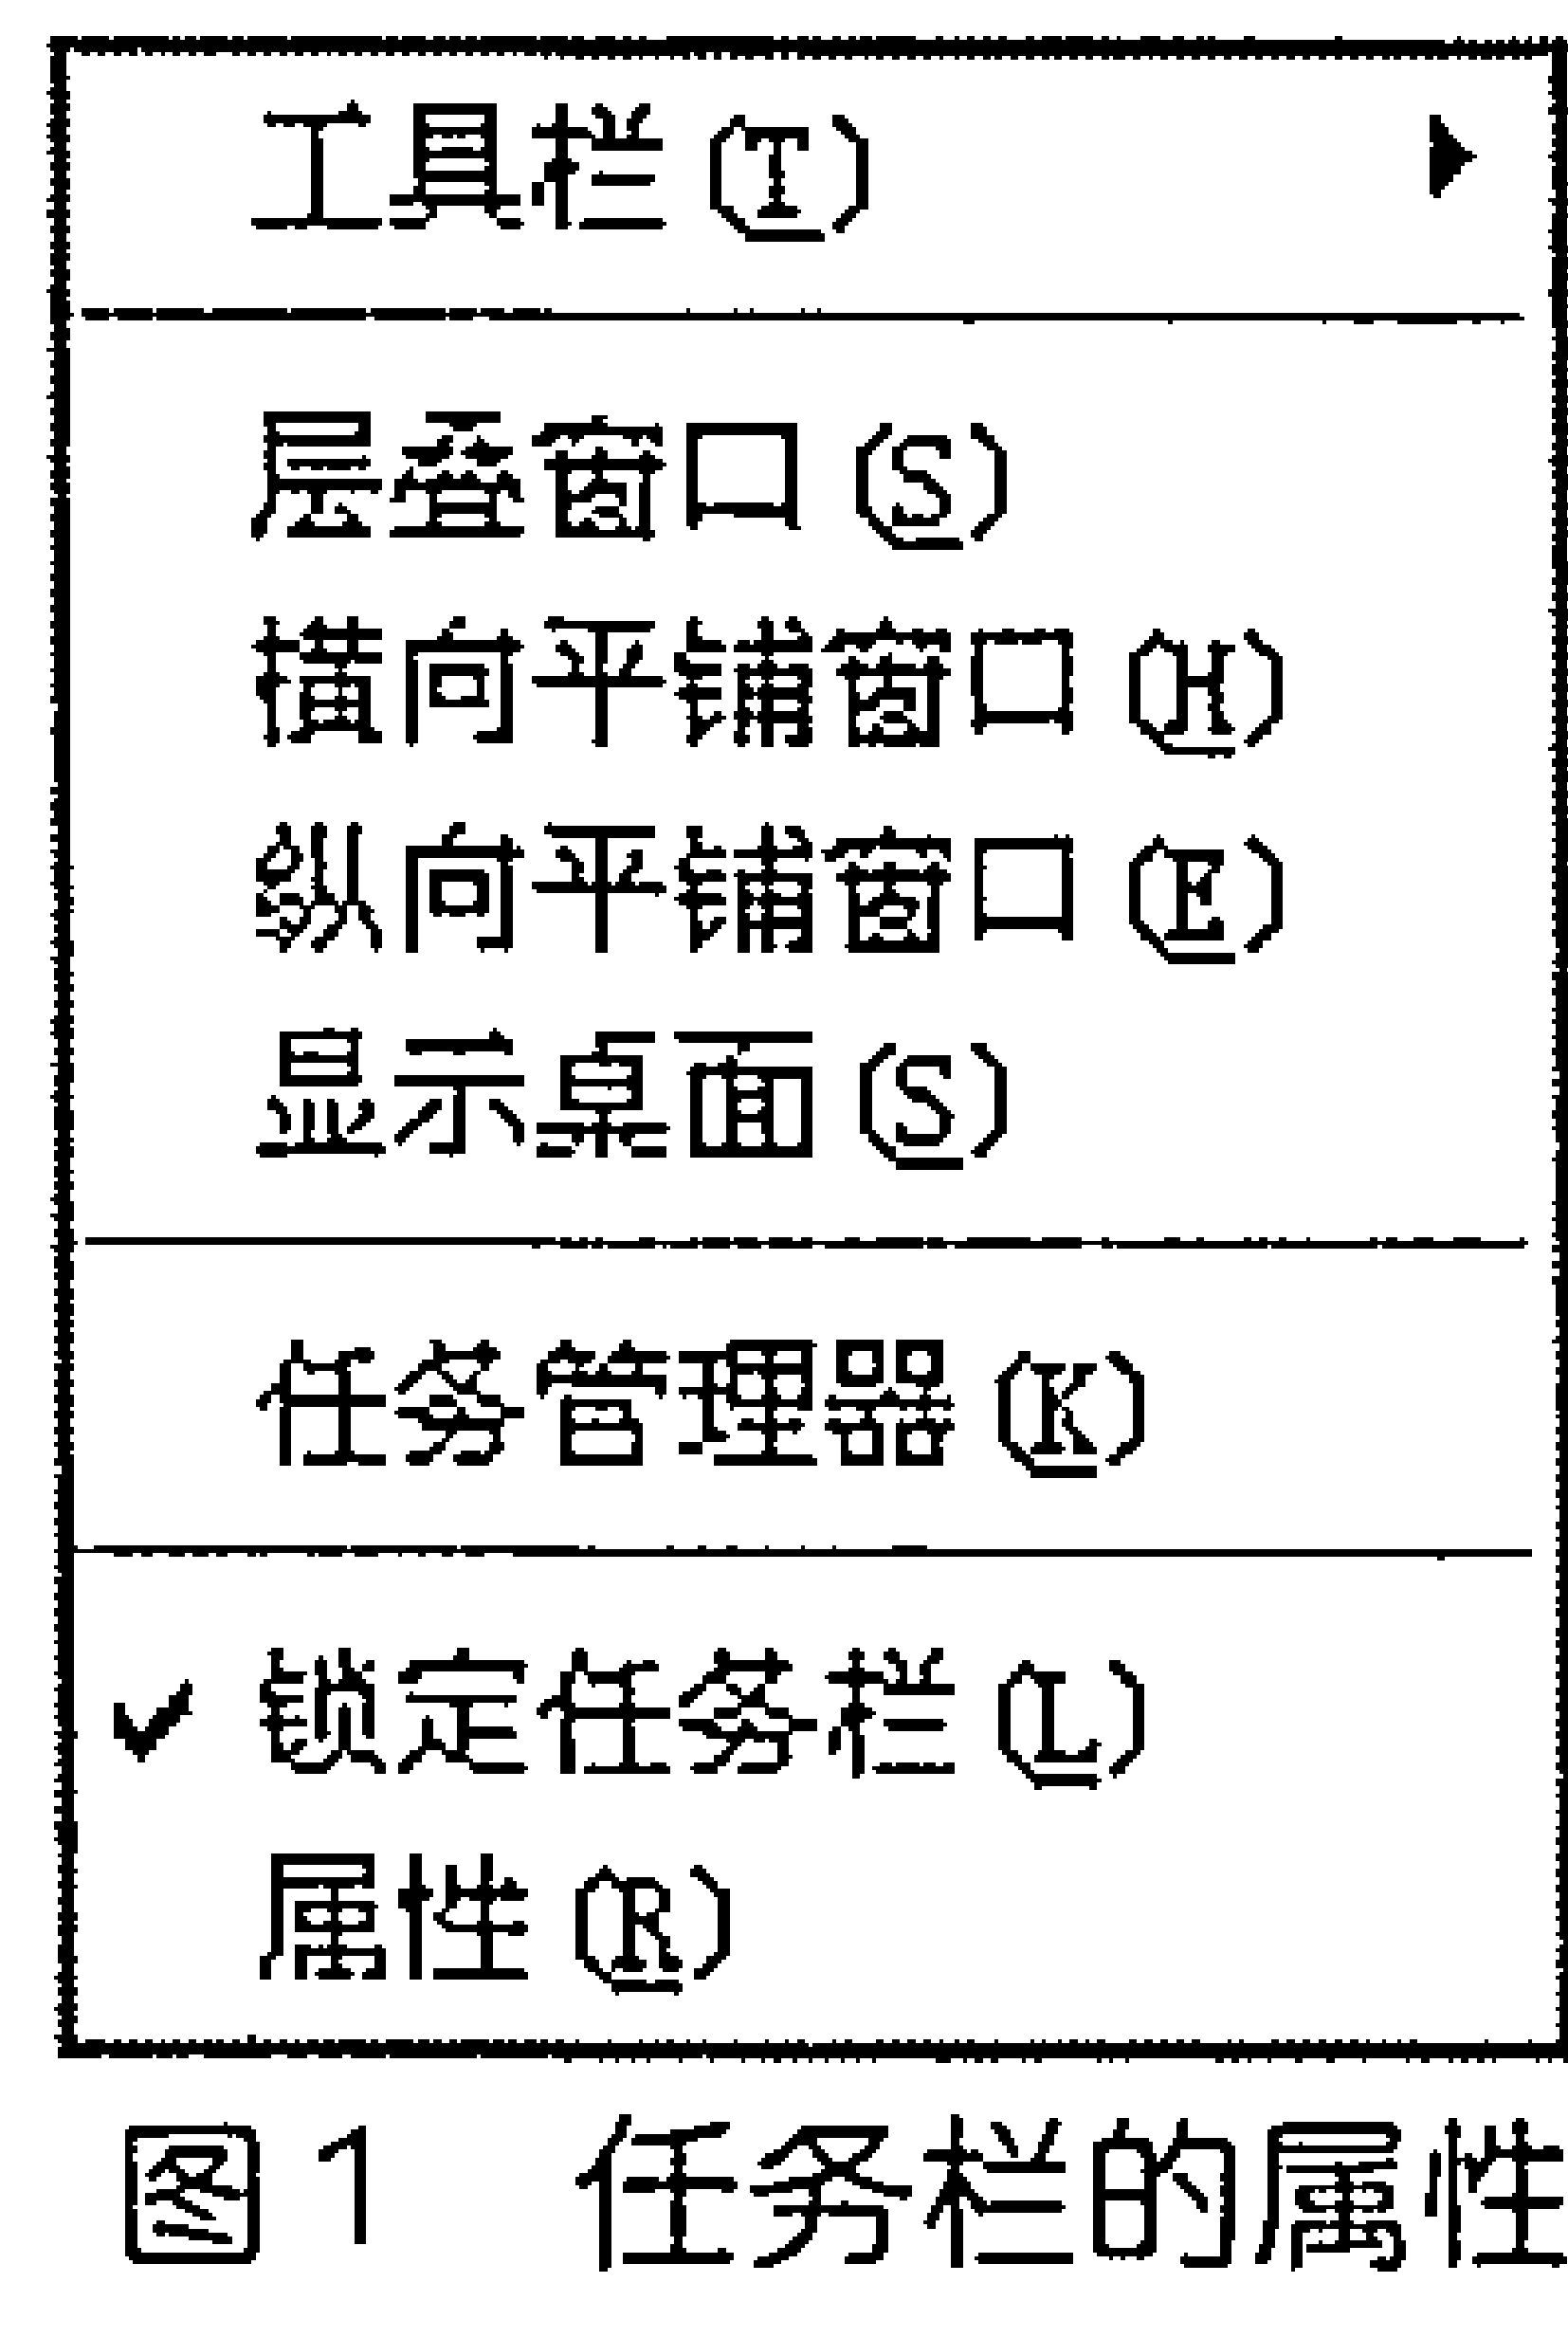 工具栏(T)
层叠窗口(S)
横向平铺窗口(H)
纵向平铺窗口(E)
显示桌面(S)
任务管理器(K)
锁定任务栏(L)
属性(R)
图1 任务栏的属性